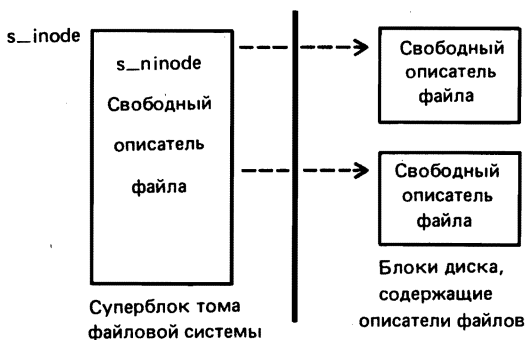 s_inode
s_ninode
Свободный
описатель
файла
Суперблок тома
файловой системы
Свободный
описатель
файла
Свободный
описатель
файла
Блоки диска,
содержащие
описатели файлов